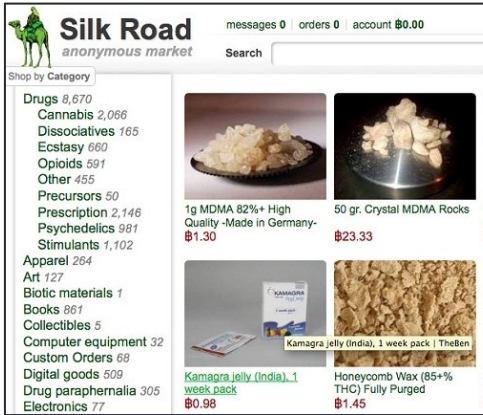 Silk Road
anonymous market
messages 0 | orders 0 | account ฿0.00
Search
Shop by Category
Drugs 8,670
Cannabis 2,066
Dissociatives 165
Ecstasy 660
Opioids 591
Other 455
Precursors 50
Prescription 2,146
Psychedelics 981
Stimulants 1,102
Apparel 264
Art 127
Biotic materials 1
Books 861
Collectibles 5
Computer equipment 32
Custom Orders 68
Digital goods 509
Drug paraphernalia 305
Electronics 77
1g MDMA 82%+ High
Quality -Made in Germany-
฿1.30
50 gr. Crystal MDMA Rocks
฿23.33
KAMAGRA
Kamagra jelly (India), 1 week pack | TheBen
Kamagra jelly (India), 1
week pack
฿0.98
Honeycomb Wax (85+%
THC) Fully Purged
฿1.45